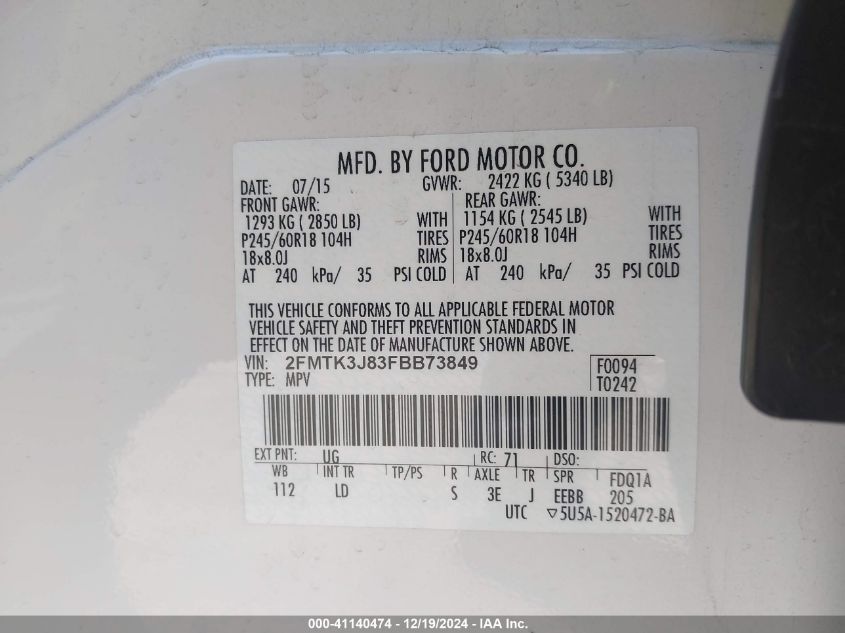 MFD. BY FORD MOTOR CO.
DATE: 07/15 GVWR: 2422 KG ( 5340 LB)
FRONT GAWR: REAR GAWR:
1293 KG ( 2850 LB) WITH 1154 KG ( 2545 LB) WITH
P245/60R18 104H TIRES P245/60R18 104H TIRES
18x8.0J RIMS 18x8.0J RIMS
AT 240 kPa/ 35 PSI COLD AT 240 kPa/ 35 PSI COLD
THIS VEHICLE CONFORMS TO ALL APPLICABLE FEDERAL MOTOR
VEHICLE SAFETY AND THEFT PREVENTION STANDARDS IN
EFFECT ON THE DATE OF MANUFACTURE SHOWN ABOVE.
VIN: 2FMTK3J83FBB73849 F0094
TYPE: MPV T0242
EXT PNT: UG RC: 71 DSO:
WB INT TR TP/PS R AXLE TR SPR FDQ1A
112 LD S 3E J EEBB 205
UTC ▽5U5A-1520472-BA
000-41140474 - 12/19/2024 - IAA Inc.